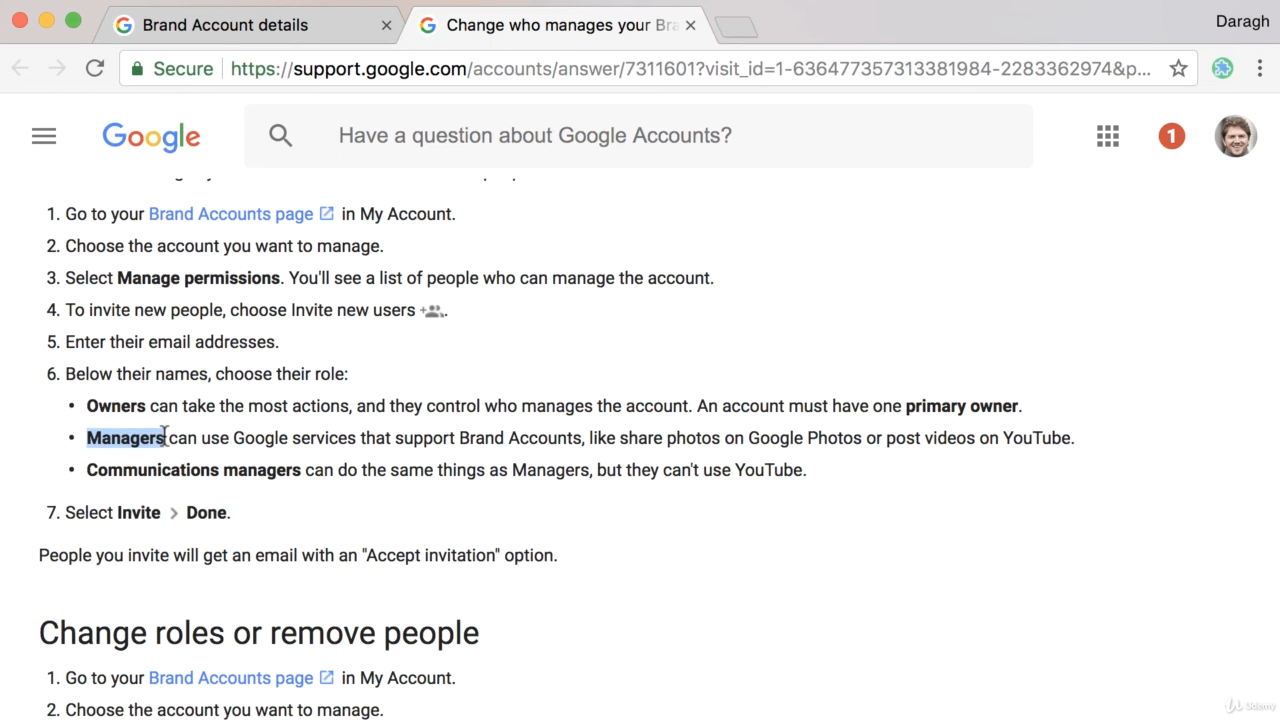 Brand Account details
Change who manages your Bra
Daragh
Secure https://support.google.com/accounts/answer/7311601?visit_id=1-636477357313381984-2283362974&p...
Google
Have a question about Google Accounts?
1
1. Go to your Brand Accounts page in My Account.
2. Choose the account you want to manage.
3. Select Manage permissions. You'll see a list of people who can manage the account.
4. To invite new people, choose Invite new users .
5. Enter their email addresses.
6. Below their names, choose their role:
• Owners can take the most actions, and they control who manages the account. An account must have one primary owner.
• Managers can use Google services that support Brand Accounts, like share photos on Google Photos or post videos on YouTube.
• Communications managers can do the same things as Managers, but they can't use YouTube.
7. Select Invite > Done.
People you invite will get an email with an "Accept invitation" option.
Change roles or remove people
1. Go to your Brand Accounts page in My Account.
2. Choose the account you want to manage.
Udemy